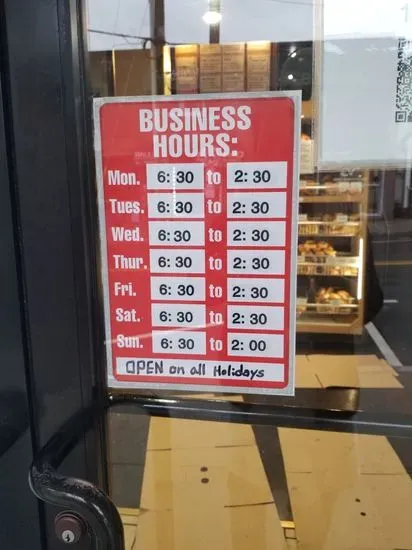 BUSINESS
HOURS:
Mon. 6:30 to 2:30
Tues. 6:30 to 2:30
Wed. 6:30 to 2:30
Thur. 6:30 to 2:30
Fri. 6:30 to 2:30
Sat. 6:30 to 2:30
Sun. 6:30 to 2:00
OPEN on all Holidays